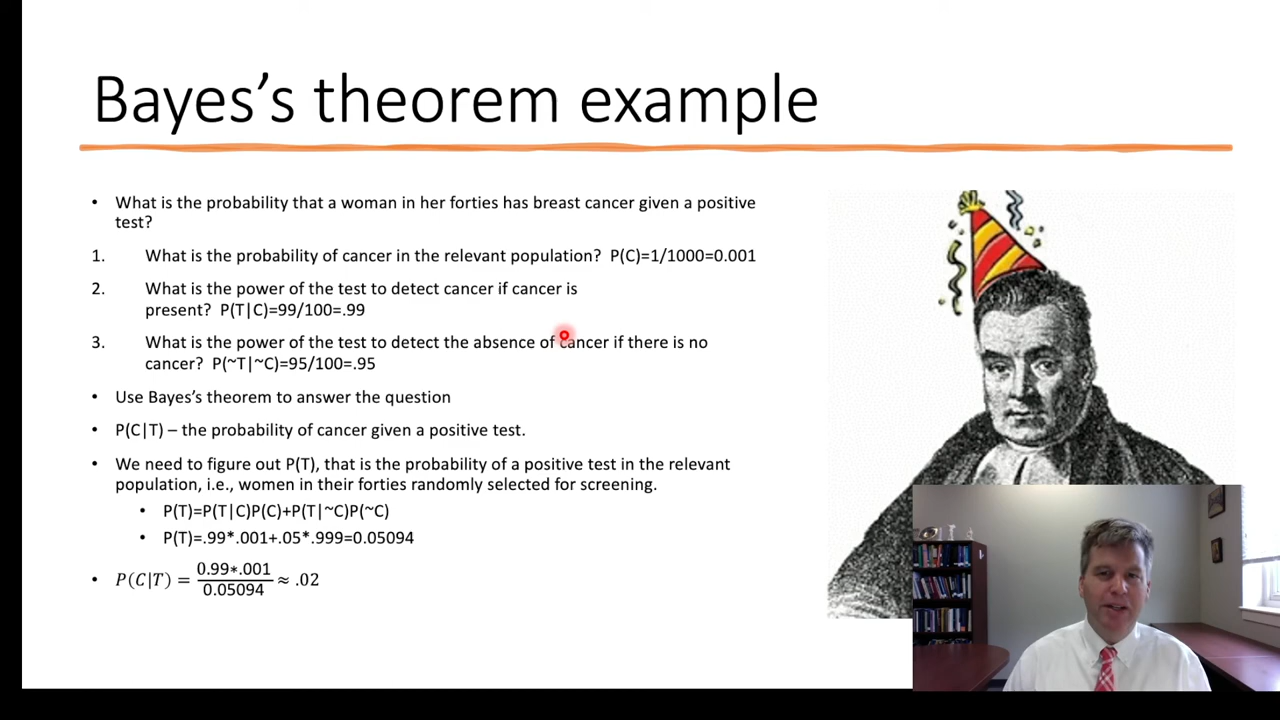 Bayes’s theorem example
• What is the probability that a woman in her forties has breast cancer given a positive
test?
1. What is the probability of cancer in the relevant population? P(C)=1/1000=0.001
2. What is the power of the test to detect cancer if cancer is
present? P(T|C)=99/100=.99
3. What is the power of the test to detect the absence of cancer if there is no
cancer? P(~T|~C)=95/100=.95
• Use Bayes’s theorem to answer the question
• P(C|T) – the probability of cancer given a positive test.
• We need to figure out P(T), that is the probability of a positive test in the relevant
population, i.e., women in their forties randomly selected for screening.
• P(T)=P(T|C)P(C)+P(T|~C)P(~C)
• P(T)=.99*.001+.05*.999=0.05094
• P(C|T) = 0.99*.001 / 0.05094 ≈ .02